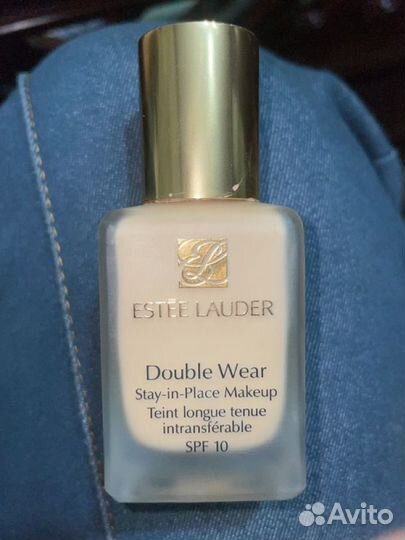 ESTĒE LAUDER
Double Wear
Stay-in-Place Makeup
Teint longue tenue
intransférable
SPF 10
Avito